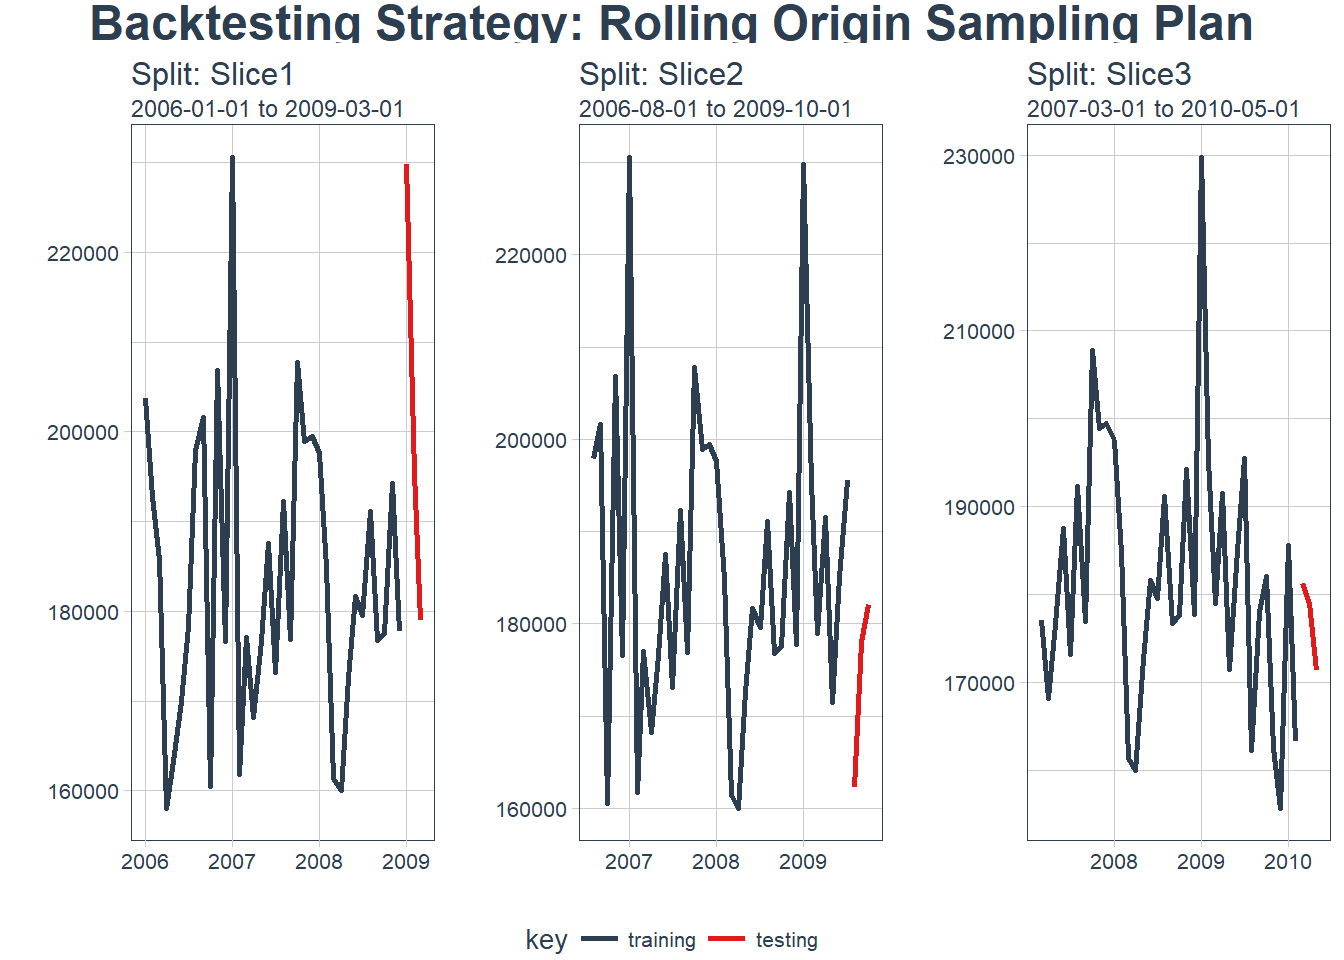 Backtesting Strategy: Rolling Origin Sampling Plan
Split: Slice1
2006-01-01 to 2009-03-01
220000
200000
180000
160000
2006 2007 2008 2009
Split: Slice2
2006-08-01 to 2009-10-01
220000
200000
180000
160000
2007 2008 2009
Split: Slice3
2007-03-01 to 2010-05-01
230000
210000
190000
170000
2008 2009 2010
key training testing